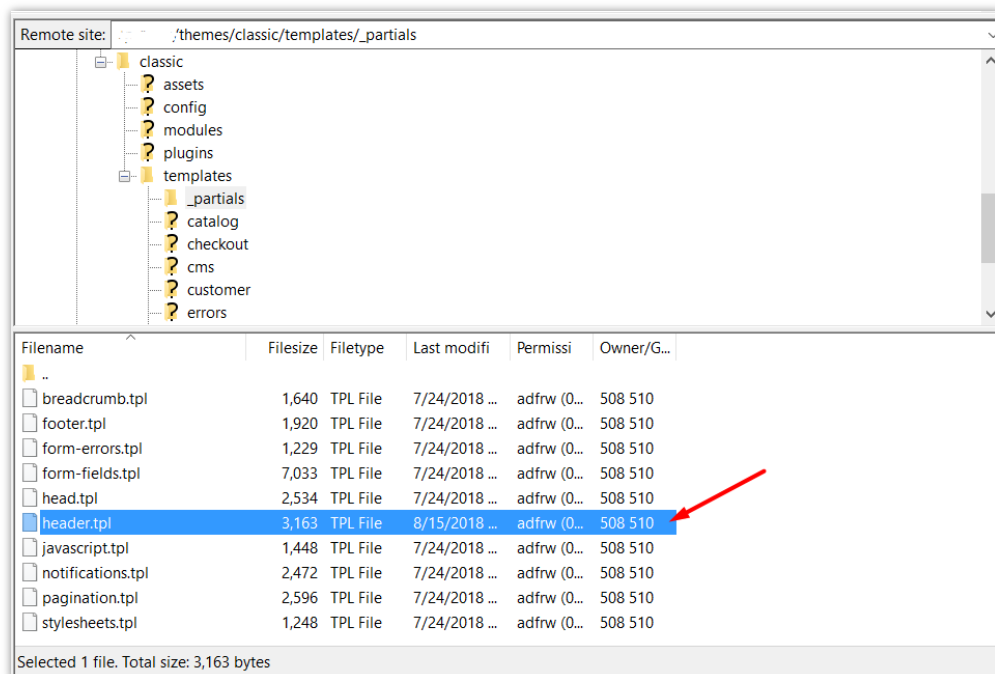 Remote site: /themes/classic/templates/_partials
classic
assets
config
modules
plugins
templates
_partials
catalog
checkout
cms
customer
errors
Filename Filesize Filetype Last modifi Permissi Owner/G...
..
breadcrumb.tpl 1,640 TPL File 7/24/2018 ... adfrw (0... 508 510
footer.tpl 1,920 TPL File 7/24/2018 ... adfrw (0... 508 510
form-errors.tpl 1,229 TPL File 7/24/2018 ... adfrw (0... 508 510
form-fields.tpl 7,033 TPL File 7/24/2018 ... adfrw (0... 508 510
head.tpl 2,534 TPL File 7/24/2018 ... adfrw (0... 508 510
header.tpl 3,163 TPL File 8/15/2018 ... adfrw (0... 508 510
javascript.tpl 1,448 TPL File 7/24/2018 ... adfrw (0... 508 510
notifications.tpl 2,472 TPL File 7/24/2018 ... adfrw (0... 508 510
pagination.tpl 2,596 TPL File 7/24/2018 ... adfrw (0... 508 510
stylesheets.tpl 1,248 TPL File 7/24/2018 ... adfrw (0... 508 510
Selected 1 file. Total size: 3,163 bytes